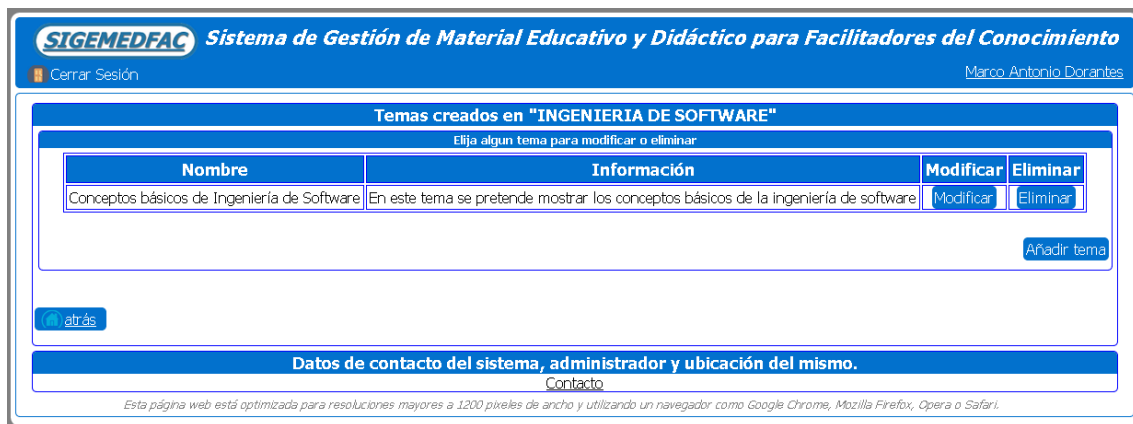 SIGEMEDFAC Sistema de Gestión de Material Educativo y Didáctico para Facilitadores del Conocimiento
Cerrar Sesión Marco Antonio Dorantes
Temas creados en "INGENIERIA DE SOFTWARE"
Elija algun tema para modificar o eliminar
Nombre Información Modificar Eliminar
Conceptos básicos de Ingeniería de Software En este tema se pretende mostrar los conceptos básicos de la ingeniería de software Modificar Eliminar
Añadir tema
atrás
Datos de contacto del sistema, administrador y ubicación del mismo.
Contacto
Esta página web está optimizada para resoluciones mayores a 1200 pixeles de ancho y utilizando un navegador como Google Chrome, Mozilla Firefox, Opera o Safari.